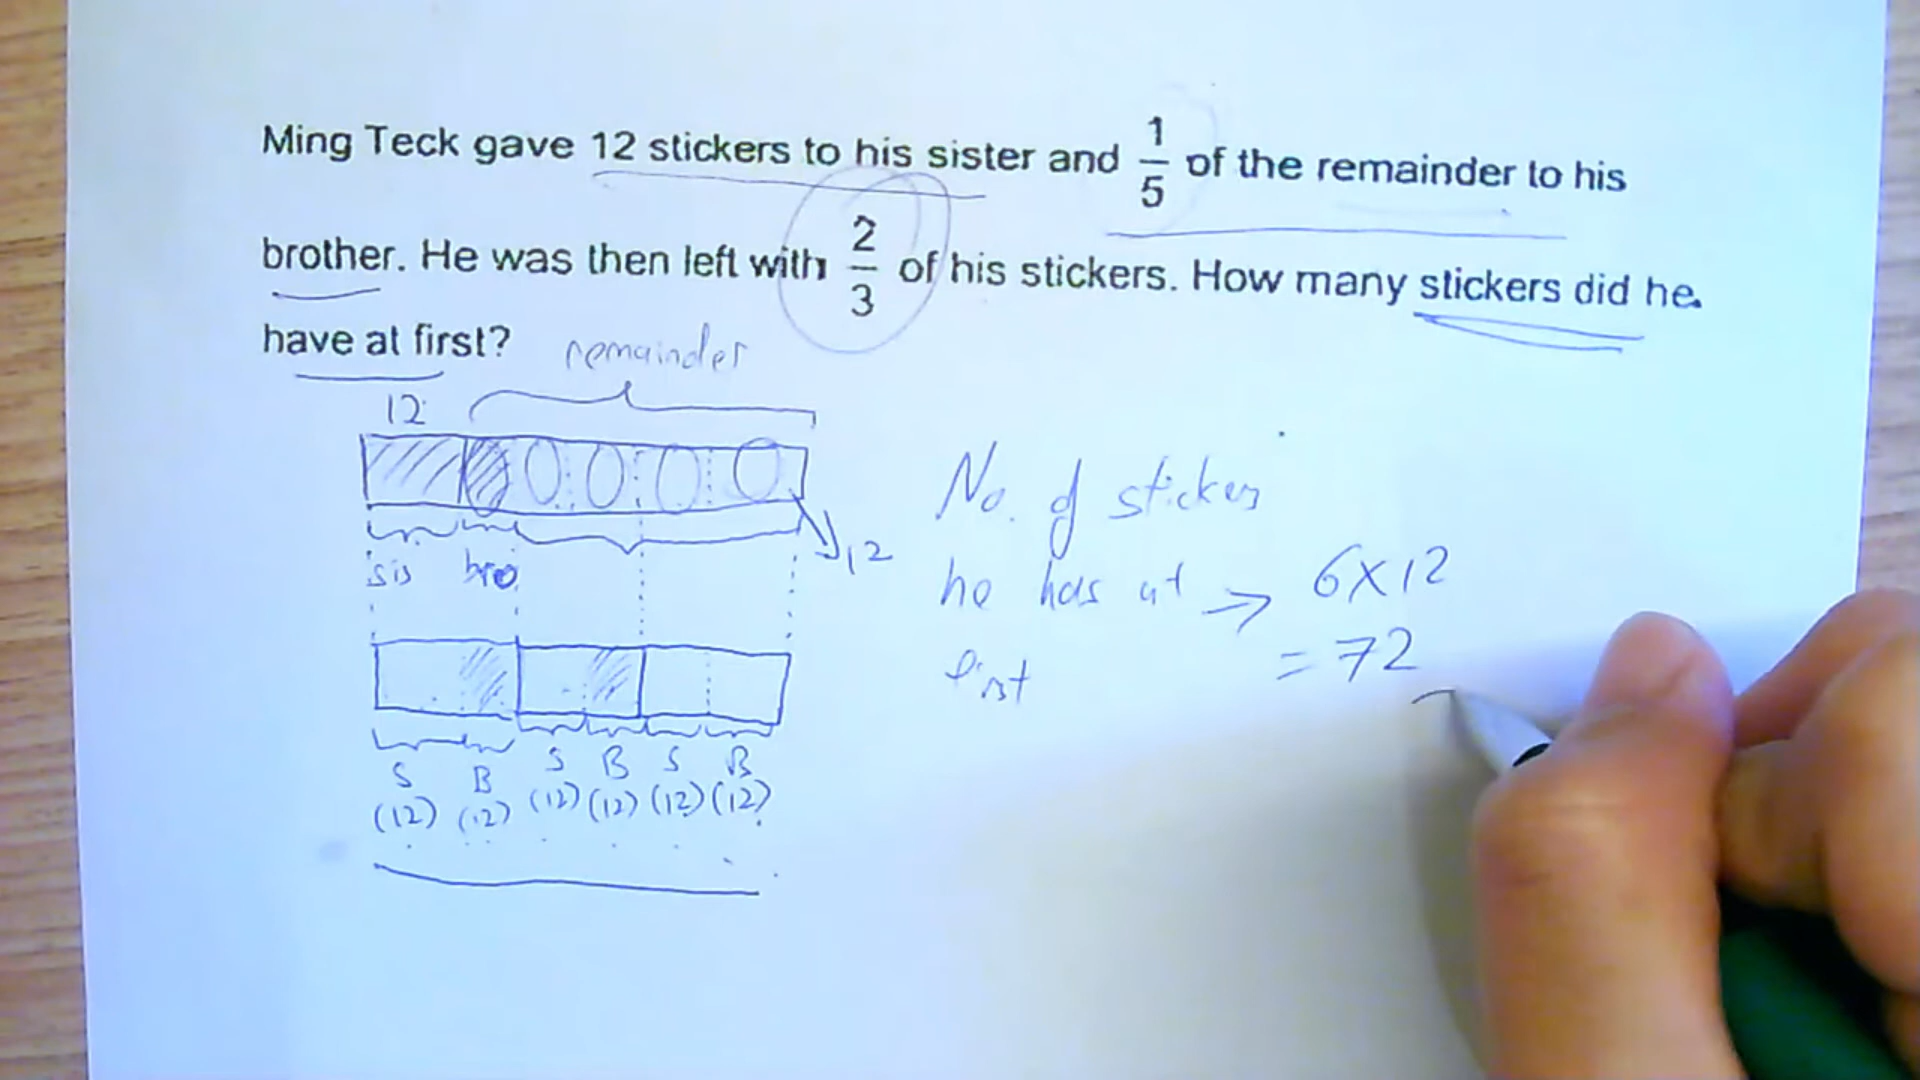 Ming Teck gave 12 stickers to his sister and 1/5 of the remainder to his
brother. He was then left with 2/3 of his stickers. How many stickers did he
have at first?
remainder
12
12
sis bro
S B S B S B
(12) (12) (12) (12) (12) (12)
No. of stickers
he has at → 6x12
first = 72